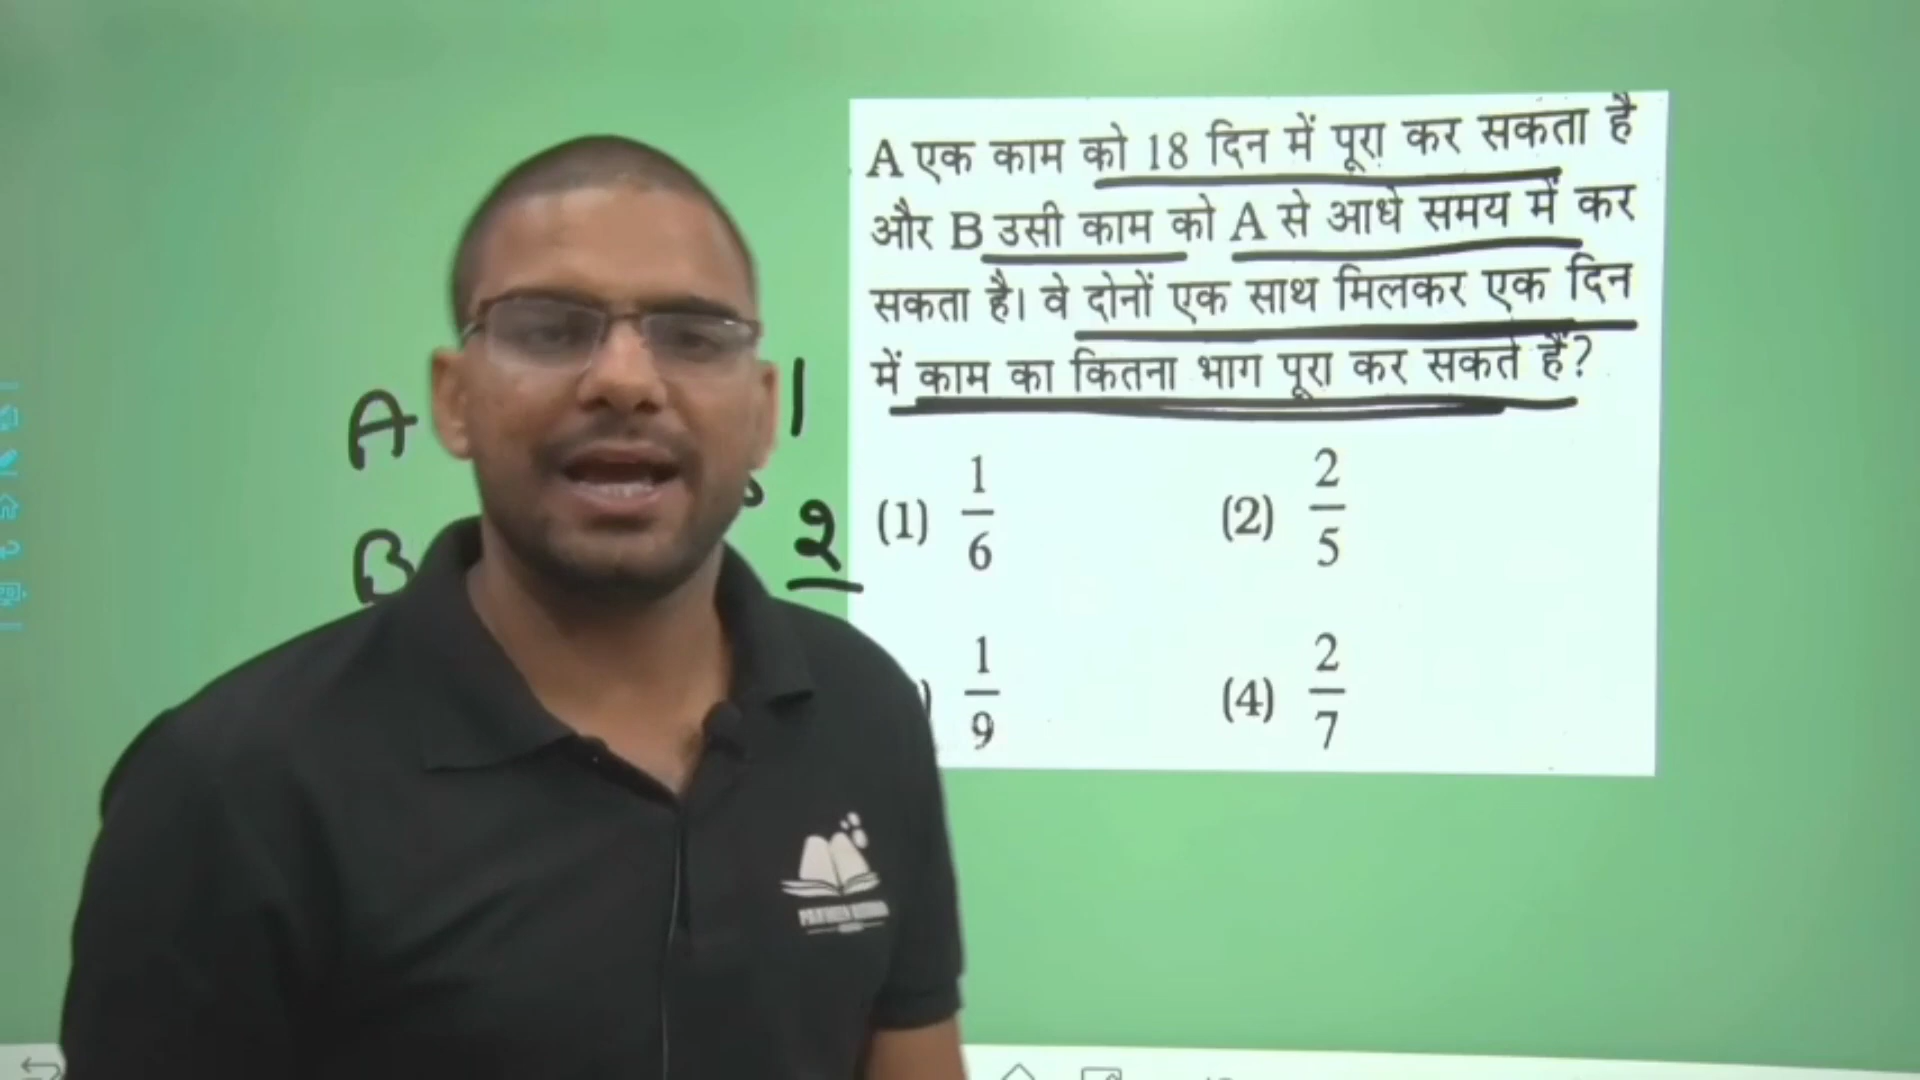 A एक काम को 18 दिन में पूरा कर सकता है
और B उसी काम को A से आधे समय में कर
सकता है। वे दोनों एक साथ मिलकर एक दिन
में काम का कितना भाग पूरा कर सकते हैं?
(1) 1/6 (2) 2/5
1/9 (4) 2/7
A 1
B 2